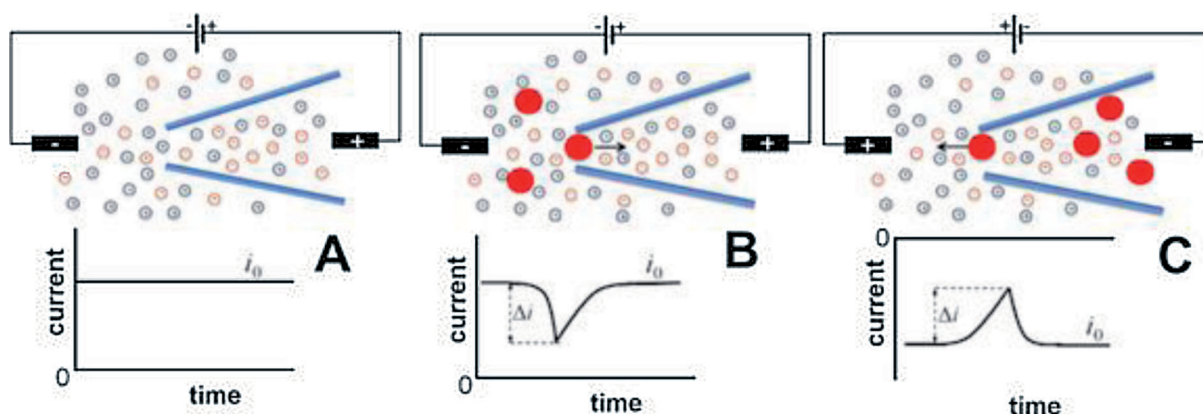 - +
- +
+ -
- +
- +
+ -
A
B
C
current
i₀
0
time
current
Δi
i₀
0
time
0
current
Δi
i₀
time